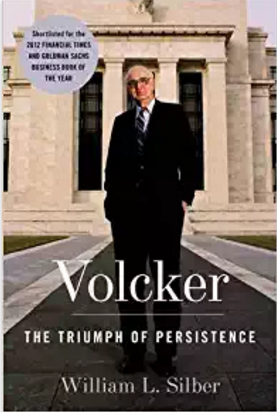 Shortlisted for the
2012 FINANCIAL TIMES
AND GOLDMAN SACHS
BUSINESS BOOK OF
THE YEAR
Volcker
THE TRIUMPH OF PERSISTENCE
William L. Silber